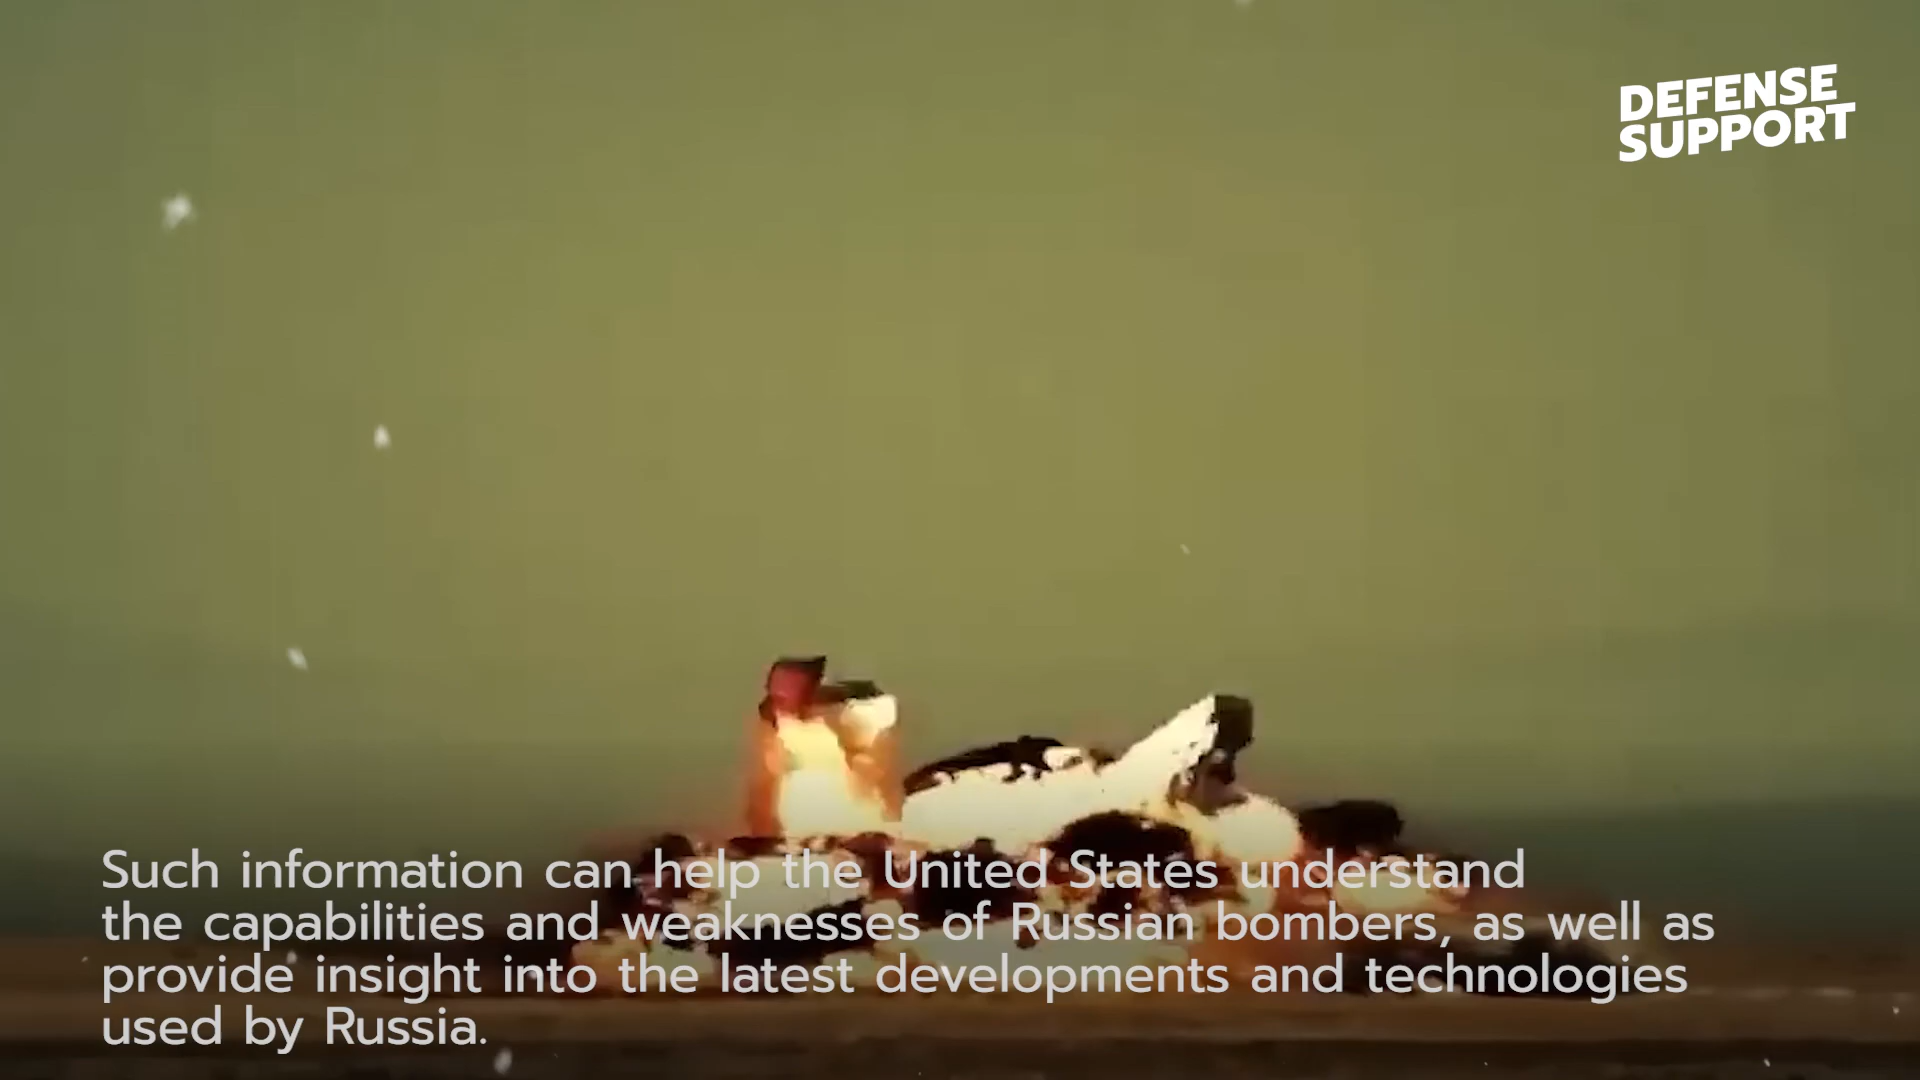 DEFENSE
SUPPORT
Such information can help the United States understand
the capabilities and weaknesses of Russian bombers, as well as
provide insight into the latest developments and technologies
used by Russia.